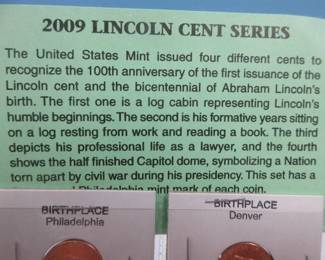 2009 LINCOLN CENT SERIES
The United States Mint issued four different cents to
recognize the 100th anniversary of the first issuance of the
Lincoln cent and the bicentennial of Abraham Lincoln's
birth. The first one is a log cabin representing Lincoln's
humble beginnings. The second is his formative years sitting
on a log resting from work and reading a book. The third
depicts his professional life as a lawyer, and the fourth
shows the half finished Capitol dome, symbolizing a Nation
torn apart by civil war during his presidency. This set has a
Philadelphia mint mark of each coin.
BIRTHPLACE
Philadelphia
BIRTHPLACE
Denver